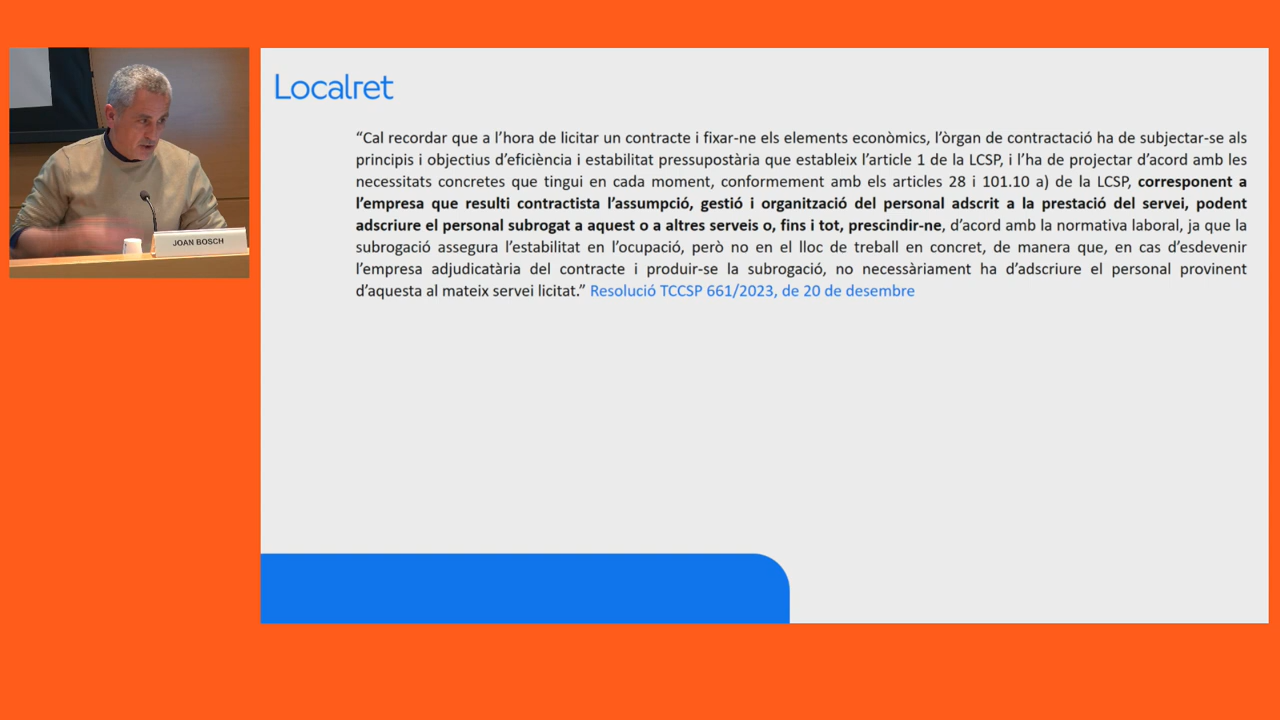 Localret
“Cal recordar que a l’hora de licitar un contracte i fixar-ne els elements econòmics, l’òrgan de contractació ha de subjectar-se als
principis i objectius d’eficiència i estabilitat pressupostària que estableix l’article 1 de la LCSP, i l’ha de projectar d’acord amb les
necessitats concretes que tingui en cada moment, conformement amb els articles 28 i 101.10 a) de la LCSP, corresponent a
l’empresa que resulti contractista l’assumpció, gestió i organització del personal adscrit a la prestació del servei, podent
adscriure el personal subrogat a aquest o a altres serveis o, fins i tot, prescindir-ne, d’acord amb la normativa laboral, ja que la
subrogació assegura l’estabilitat en l’ocupació, però no en el lloc de treball en concret, de manera que, en cas d’esdevenir
l’empresa adjudicatària del contracte i produir-se la subrogació, no necessàriament ha d’adscriure el personal provinent
d’aquesta al mateix servei licitat.” Resolució TCCSP 661/2023, de 20 de desembre
JOAN BOSCH